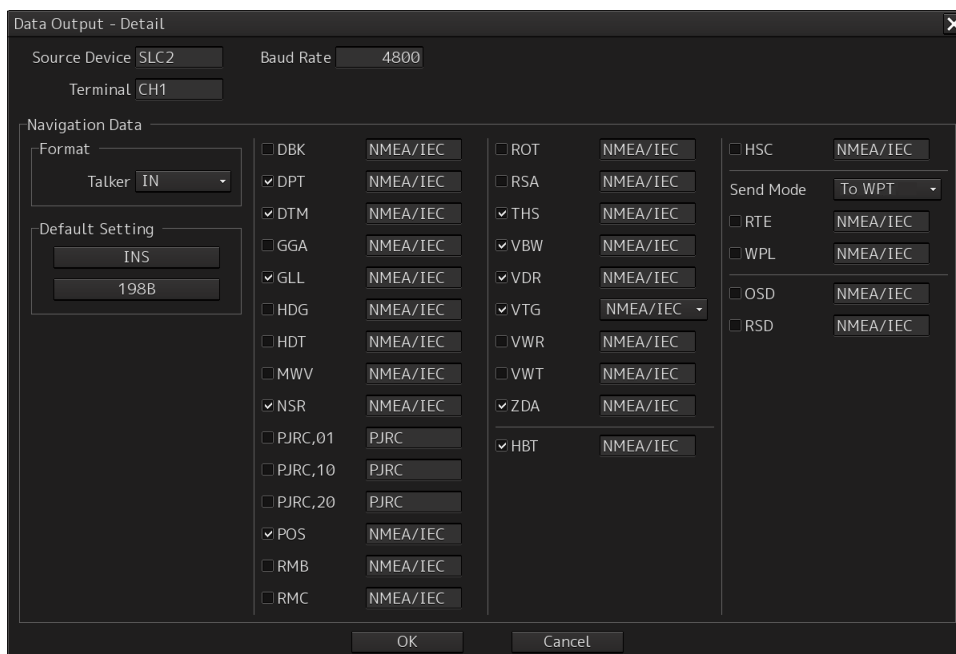 Data Output - Detail
Source Device SLC2 Baud Rate 4800
Terminal CH1
Navigation Data
Format
Talker IN
Default Setting
INS
198B
DBK NMEA/IEC
DPT NMEA/IEC
DTM NMEA/IEC
GGA NMEA/IEC
GLL NMEA/IEC
HDG NMEA/IEC
HDT NMEA/IEC
MWV NMEA/IEC
NSR NMEA/IEC
PJRC,01 PJRC
PJRC,10 PJRC
PJRC,20 PJRC
POS NMEA/IEC
RMB NMEA/IEC
RMC NMEA/IEC
ROT NMEA/IEC
RSA NMEA/IEC
THS NMEA/IEC
VBW NMEA/IEC
VDR NMEA/IEC
VTG NMEA/IEC
VWR NMEA/IEC
VWT NMEA/IEC
ZDA NMEA/IEC
HBT NMEA/IEC
HSC NMEA/IEC
Send Mode To WPT
RTE NMEA/IEC
WPL NMEA/IEC
OSD NMEA/IEC
RSD NMEA/IEC
OK Cancel